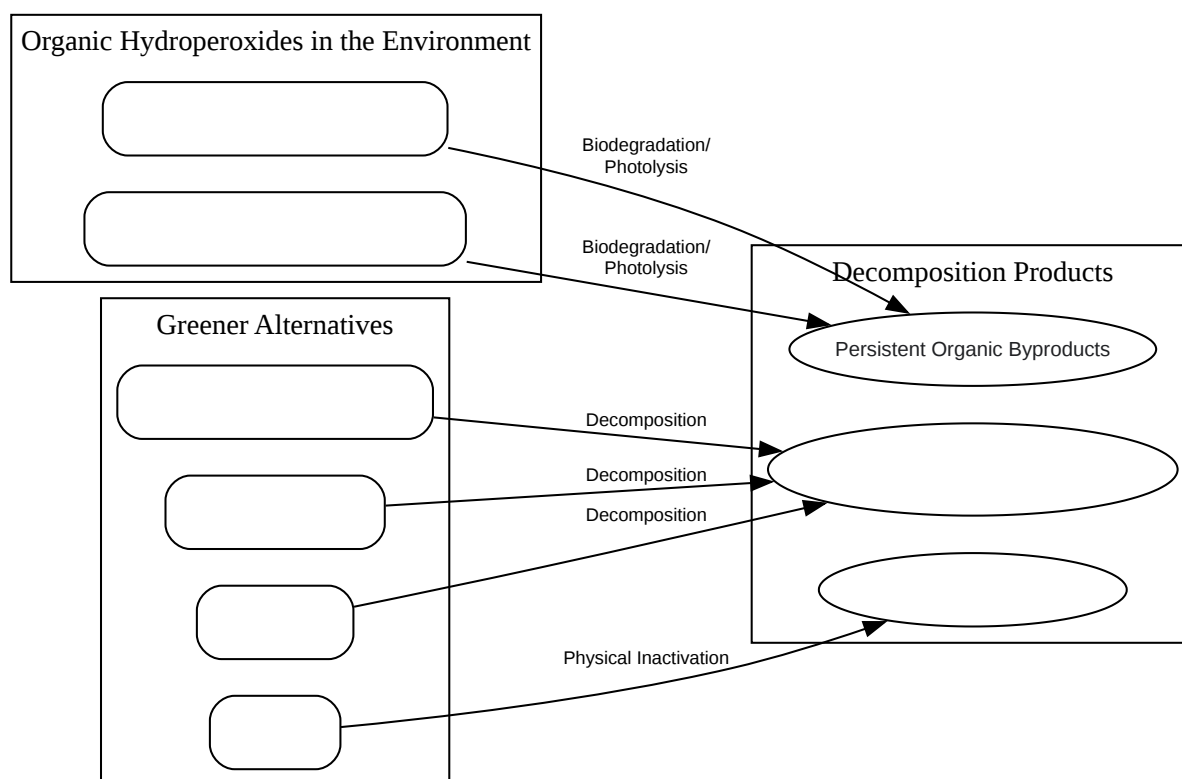 Organic Hydroperoxides in the Environment
Biodegradation/
Photolysis
Biodegradation/
Photolysis
Decomposition Products
Persistent Organic Byproducts
Greener Alternatives
Decomposition
Decomposition
Decomposition
Physical Inactivation